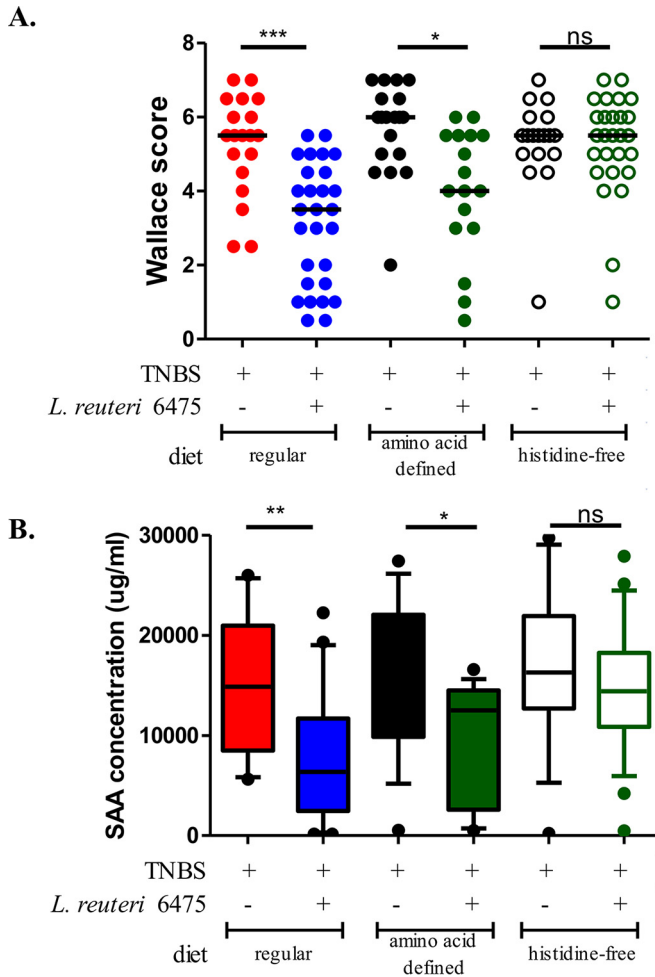 A.
*** * ns
8
6
4
2
0
Wallace score
TNBS + + + + + +
L. reuteri 6475 - + - + - +
diet regular amino acid defined histidine-free
B.
** * ns
30000
20000
10000
0
SAA concentration (ug/ml)
TNBS + + + + + +
L. reuteri 6475 - + - + - +
diet regular amino acid defined histidine-free